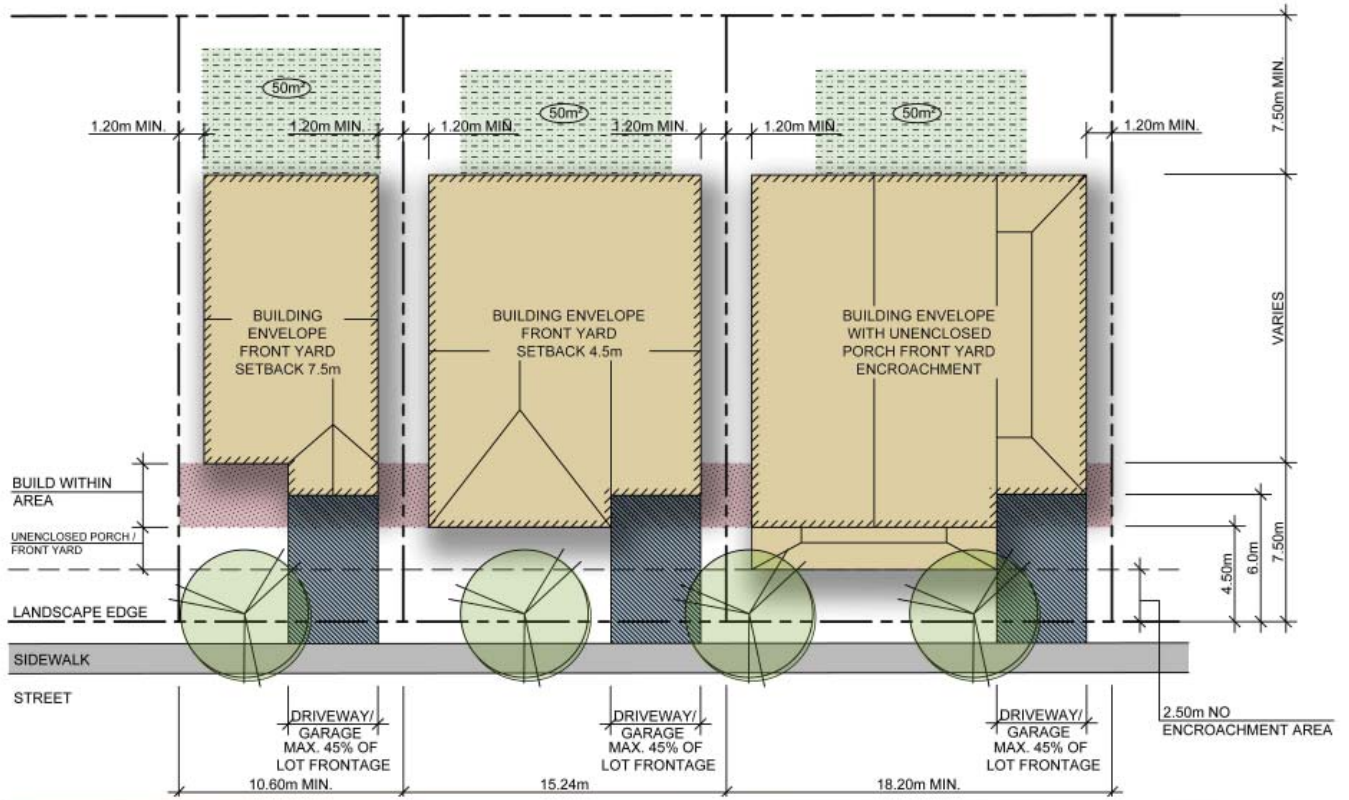 50m²
50m²
50m²
1.20m MIN.
1.20m MIN.
1.20m MIN.
1.20m MIN.
1.20m MIN.
1.20m MIN.
7.50m MIN.
BUILDING
ENVELOPE
FRONT YARD
SETBACK 7.5m
BUILDING ENVELOPE
FRONT YARD
SETBACK 4.5m
BUILDING ENVELOPE
WITH UNENCLOSED
PORCH FRONT YARD
ENCROACHMENT
VARIES
BUILD WITHIN
AREA
UNENCLOSED PORCH /
FRONT YARD
4.50m
6.0m
7.50m
LANDSCAPE EDGE
SIDEWALK
STREET
DRIVEWAY/
GARAGE
MAX. 45% OF
LOT FRONTAGE
DRIVEWAY/
GARAGE
MAX. 45% OF
LOT FRONTAGE
DRIVEWAY/
GARAGE
MAX. 45% OF
LOT FRONTAGE
2.50m NO
ENCROACHMENT AREA
10.60m MIN.
15.24m
18.20m MIN.